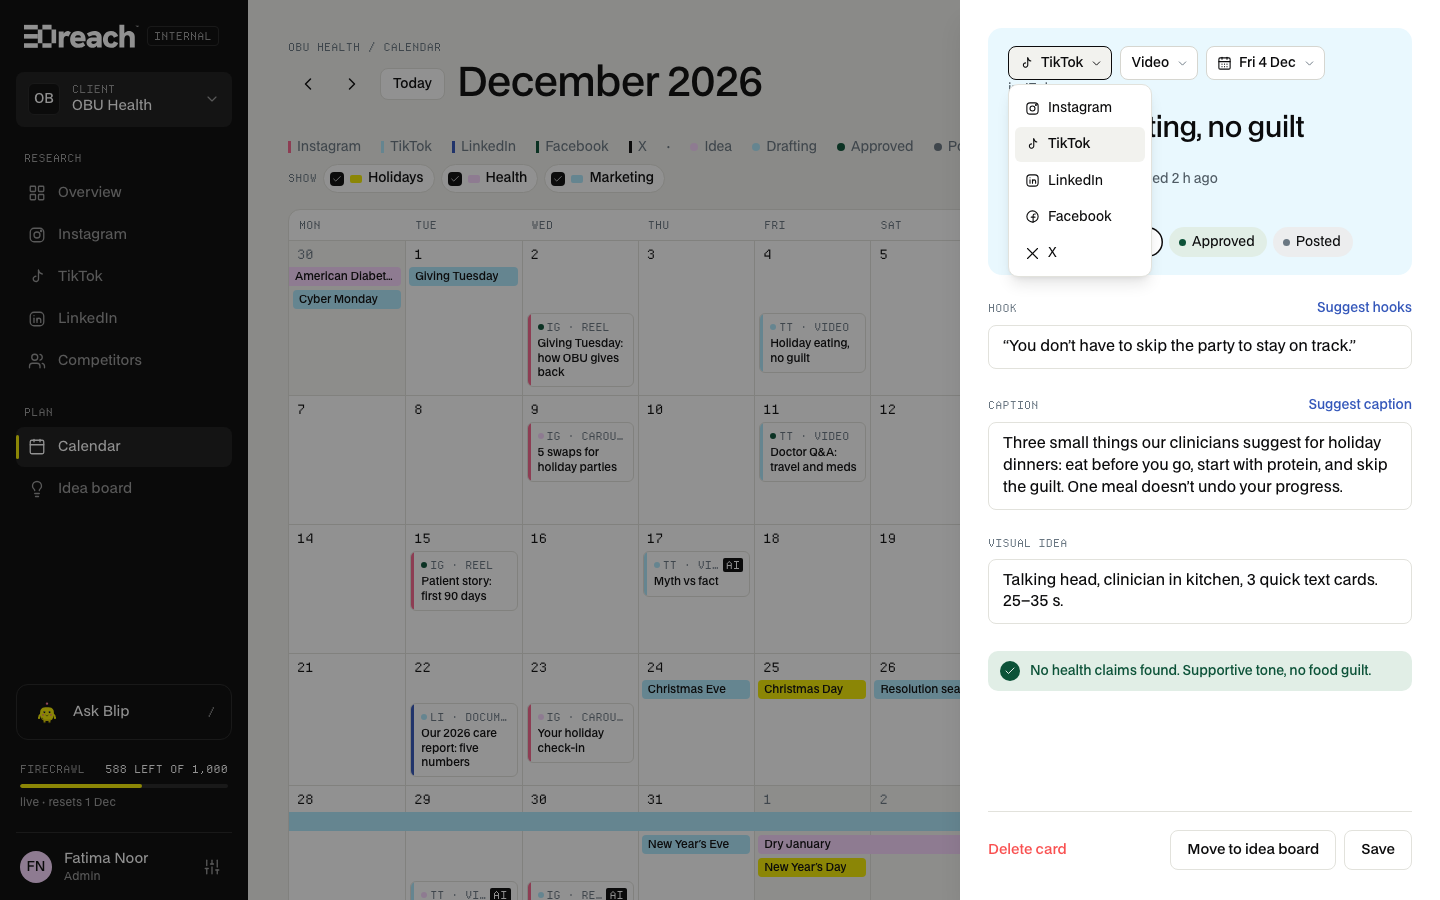 reach
INTERNAL
OB
CLIENT
OBU Health
RESEARCH
Overview
Instagram
TikTok
LinkedIn
Competitors
PLAN
Calendar
Idea board
Ask Blip
/
FIRECRAWL 588 LEFT OF 1,000
live · resets 1 Dec
FN
Fatima Noor
Admin
OBU HEALTH / CALENDAR
Today
December 2026
Instagram TikTok LinkedIn Facebook X · Idea Drafting Approved
SHOW Holidays Health Marketing
MON TUE WED THU FRI SAT
30 1 2 3 4 5
American Diabet…
Giving Tuesday
Cyber Monday
IG · REEL
Giving Tuesday:
how OBU gives
back
TT · VIDEO
Holiday eating,
no guilt
7 8 9 10 11 12
IG · CAROU…
5 swaps for
holiday parties
TT · VIDEO
Doctor Q&A:
travel and meds
14 15 16 17 18 19
IG · REEL
Patient story:
first 90 days
TT · VI… AI
Myth vs fact
21 22 23 24 25 26
Christmas Eve
Christmas Day
Resolution sea
LI · DOCUM…
Our 2026 care
report: five
numbers
IG · CAROU…
Your holiday
check-in
28 29 30 31 1 2
New Year’s Eve
Dry January
New Year’s Day
TT · VI… AI
IG · RE… AI
TikTok
Video
Fri 4 Dec
Instagram
TikTok
LinkedIn
Facebook
X
ting, no guilt
ed 2 h ago
Approved
Posted
HOOK
Suggest hooks
“You don’t have to skip the party to stay on track.”
CAPTION
Suggest caption
Three small things our clinicians suggest for holiday
dinners: eat before you go, start with protein, and skip
the guilt. One meal doesn’t undo your progress.
VISUAL IDEA
Talking head, clinician in kitchen, 3 quick text cards.
25–35 s.
No health claims found. Supportive tone, no food guilt.
Delete card
Move to idea board
Save